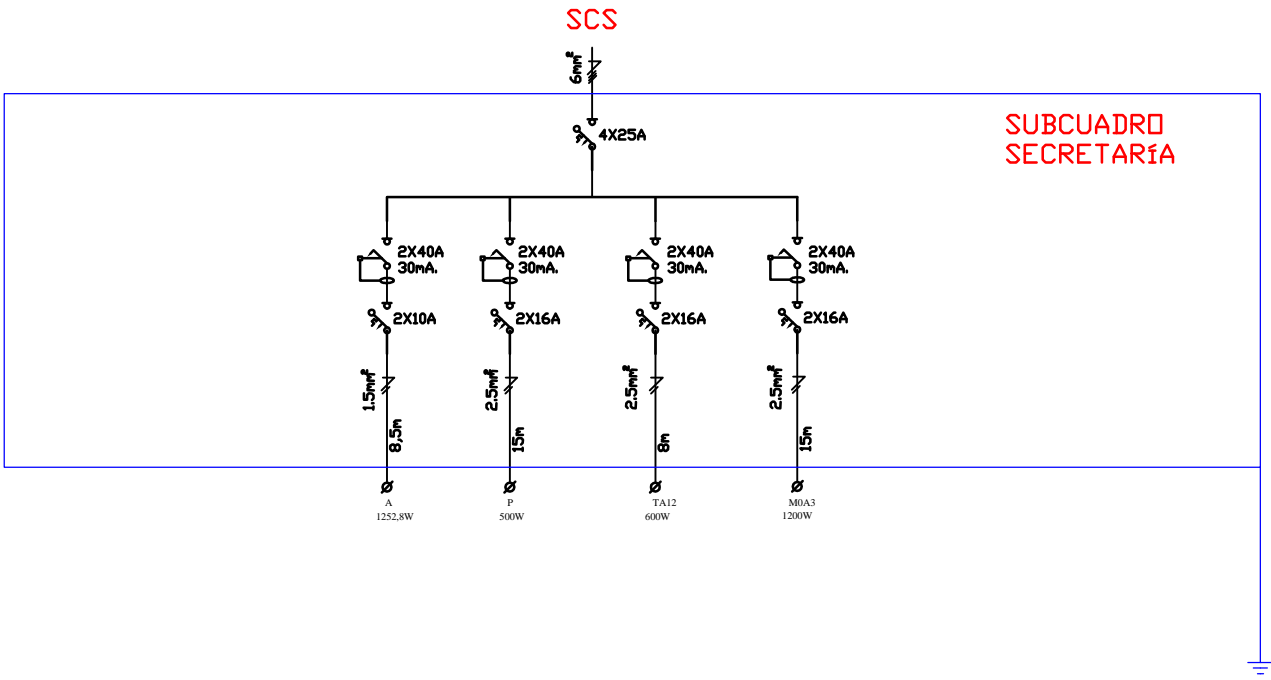 SCS
6mm²
SUBCUADRO
SECRETARíA
4X25A
2X40A
30mA.
2X40A
30mA.
2X40A
30mA.
2X40A
30mA.
2X10A
2X16A
2X16A
2X16A
1.5mm²
2.5mm²
2.5mm²
2.5mm²
8,5m
15m
8m
15m
A
P
TA12
M0A3
1252,8W
500W
600W
1200W